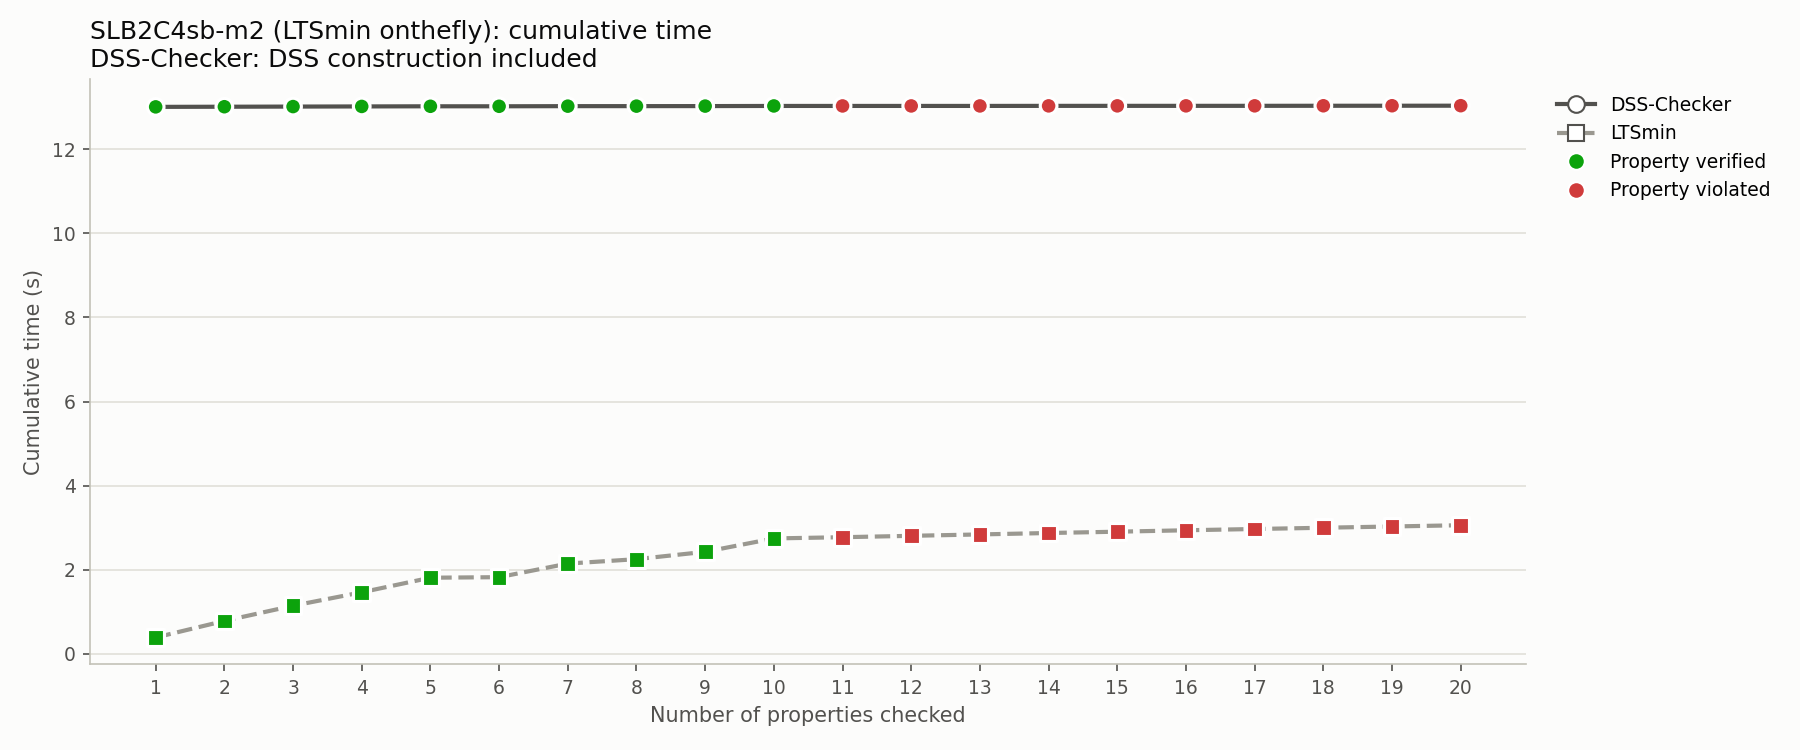 SLB2C4sb-m2 (LTSmin onthefly): cumulative time
DSS-Checker: DSS construction included
DSS-Checker
LTSmin
Property verified
Property violated
Cumulative time (s)
12
10
8
6
4
2
0
1 2 3 4 5 6 7 8 9 10 11 12 13 14 15 16 17 18 19 20
Number of properties checked